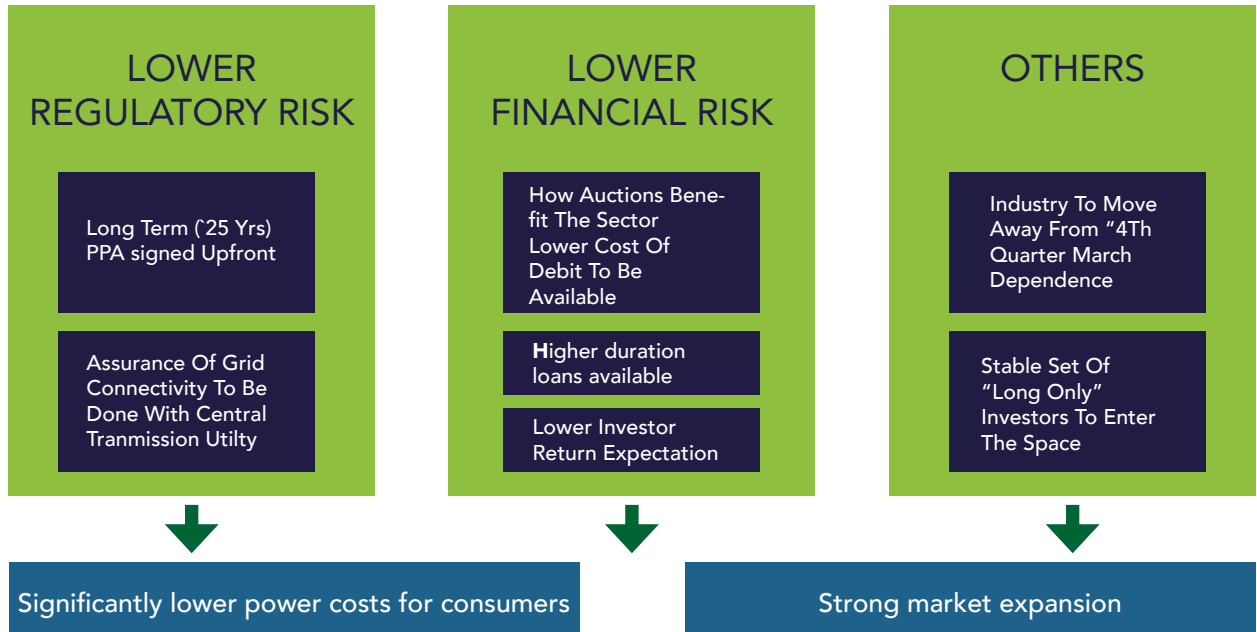 LOWER
REGULATORY RISK
Long Term (`25 Yrs)
PPA signed Upfront
Assurance Of Grid
Connectivity To Be
Done With Central
Tranmission Utilty
LOWER
FINANCIAL RISK
How Auctions Bene-
fit The Sector
Lower Cost Of
Debit To Be
Available
Higher duration
loans available
Lower Investor
Return Expectation
OTHERS
Industry To Move
Away From “4Th
Quarter March
Dependence
Stable Set Of
“Long Only”
Investors To Enter
The Space
Significantly lower power costs for consumers
Strong market expansion